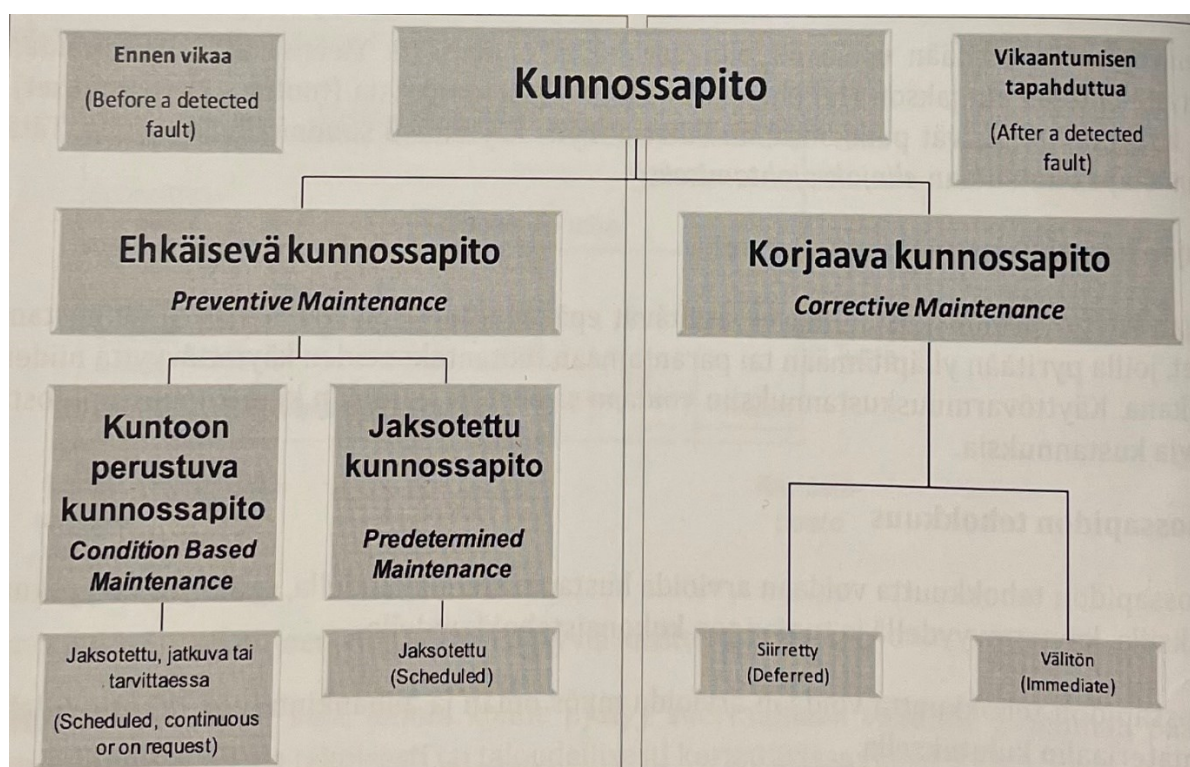 Ennen vikaa
(Before a detected
fault)
Kunnossapito
Vikaantumisen
tapahduttua
(After a detected
fault)
Ehkäisevä kunnossapito
Preventive Maintenance
Korjaava kunnossapito
Corrective Maintenance
Kuntoon
perustuva
kunnossapito
Condition Based
Maintenance
Jaksotettu
kunnossapito
Predetermined
Maintenance
Jaksotettu, jatkuva tai
tarvittaessa
(Scheduled, continuous
or on request)
Jaksotettu
(Scheduled)
Siirretty
(Deferred)
Välitön
(Immediate)